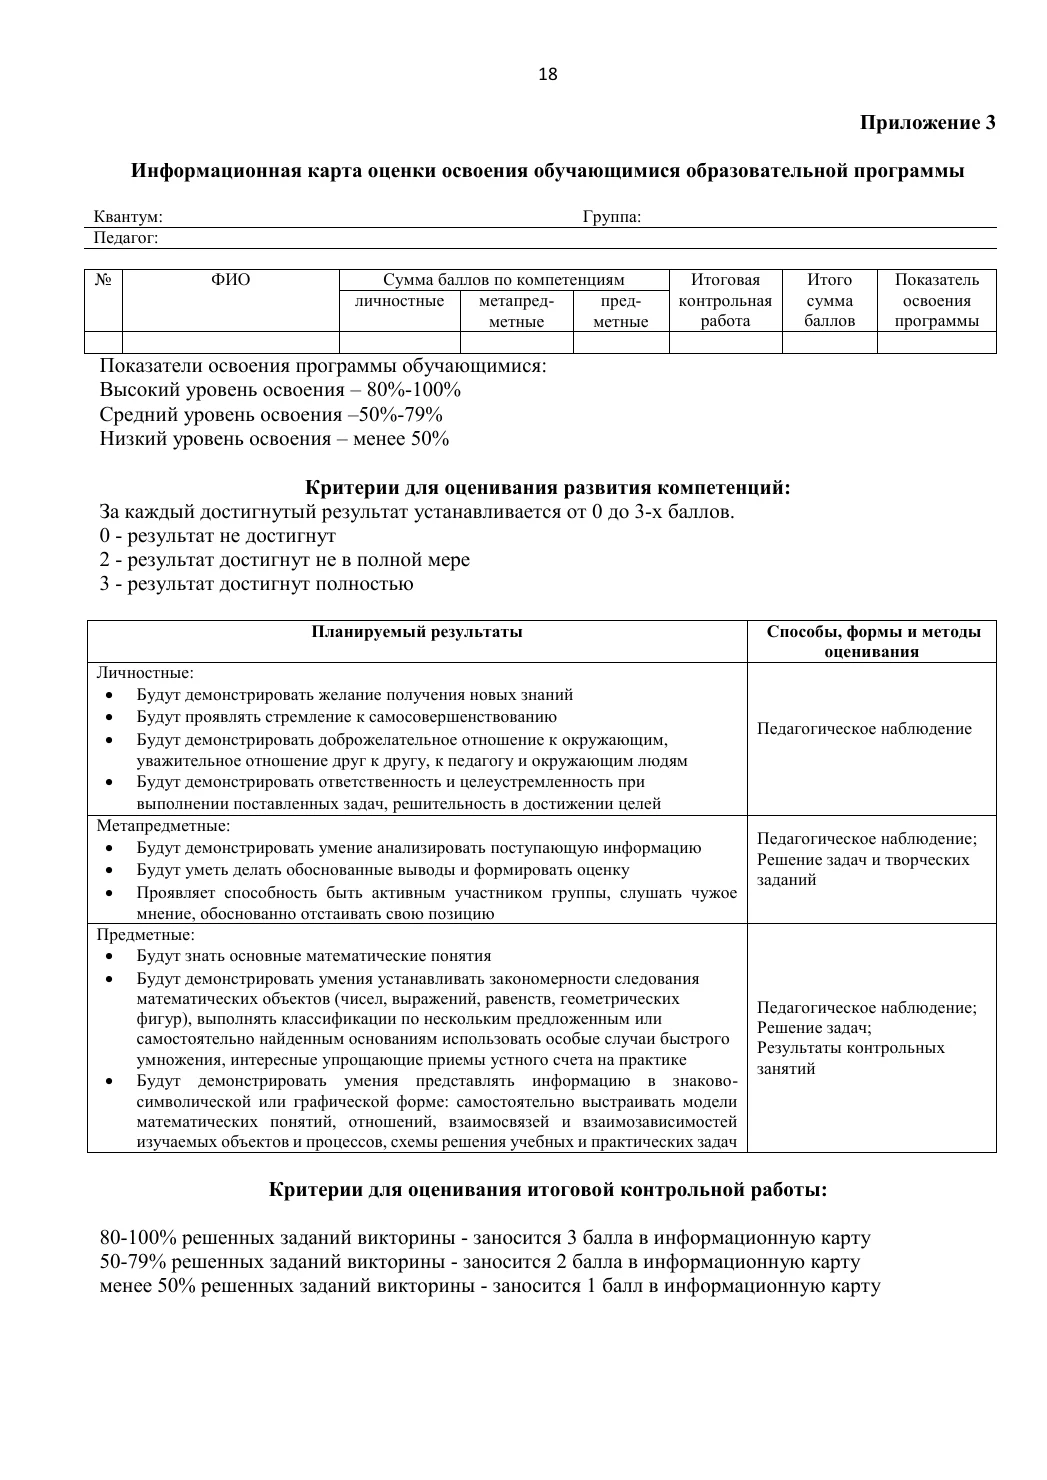 18
Приложение 3
Информационная карта оценки освоения обучающимися образовательной программы
Квантум: Группа:
Педагог:
№ ФИО Сумма баллов по компетенциям Итоговая Итого Показатель
личностные метапред- пред- контрольная сумма освоения
метные метные работа баллов программы
Показатели освоения программы обучающимися:
Высокий уровень освоения – 80%-100%
Средний уровень освоения –50%-79%
Низкий уровень освоения – менее 50%
Критерии для оценивания развития компетенций:
За каждый достигнутый результат устанавливается от 0 до 3-х баллов.
0 - результат не достигнут
2 - результат достигнут не в полной мере
3 - результат достигнут полностью
Планируемый результаты Способы, формы и методы
оценивания
Личностные:
• Будут демонстрировать желание получения новых знаний
• Будут проявлять стремление к самосовершенствованию
• Будут демонстрировать доброжелательное отношение к окружающим,
уважительное отношение друг к другу, к педагогу и окружающим людям
• Будут демонстрировать ответственность и целеустремленность при
выполнении поставленных задач, решительность в достижении целей
Педагогическое наблюдение
Метапредметные:
• Будут демонстрировать умение анализировать поступающую информацию
• Будут уметь делать обоснованные выводы и формировать оценку
• Проявляет способность быть активным участником группы, слушать чужое
мнение, обоснованно отстаивать свою позицию
Педагогическое наблюдение;
Решение задач и творческих
заданий
Предметные:
• Будут знать основные математические понятия
• Будут демонстрировать умения устанавливать закономерности следования
математических объектов (чисел, выражений, равенств, геометрических
фигур), выполнять классификации по нескольким предложенным или
самостоятельно найденным основаниям использовать особые случаи быстрого
умножения, интересные упрощающие приемы устного счета на практике
• Будут демонстрировать умения представлять информацию в знаково-
символической или графической форме: самостоятельно выстраивать модели
математических понятий, отношений, взаимосвязей и взаимозависимостей
изучаемых объектов и процессов, схемы решения учебных и практических задач
Педагогическое наблюдение;
Решение задач;
Результаты контрольных
занятий
Критерии для оценивания итоговой контрольной работы:
80-100% решенных заданий викторины - заносится 3 балла в информационную карту
50-79% решенных заданий викторины - заносится 2 балла в информационную карту
менее 50% решенных заданий викторины - заносится 1 балл в информационную карту